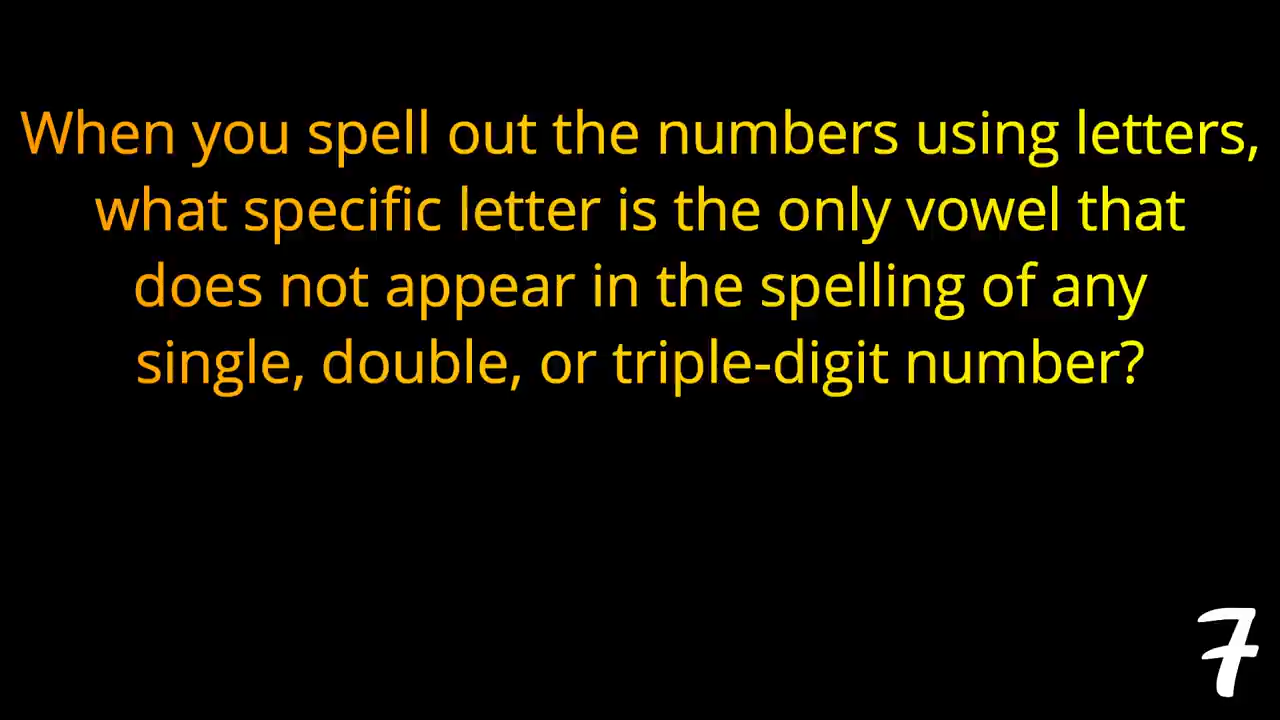 When you spell out the numbers using letters,
what specific letter is the only vowel that
does not appear in the spelling of any
single, double, or triple-digit number?
7